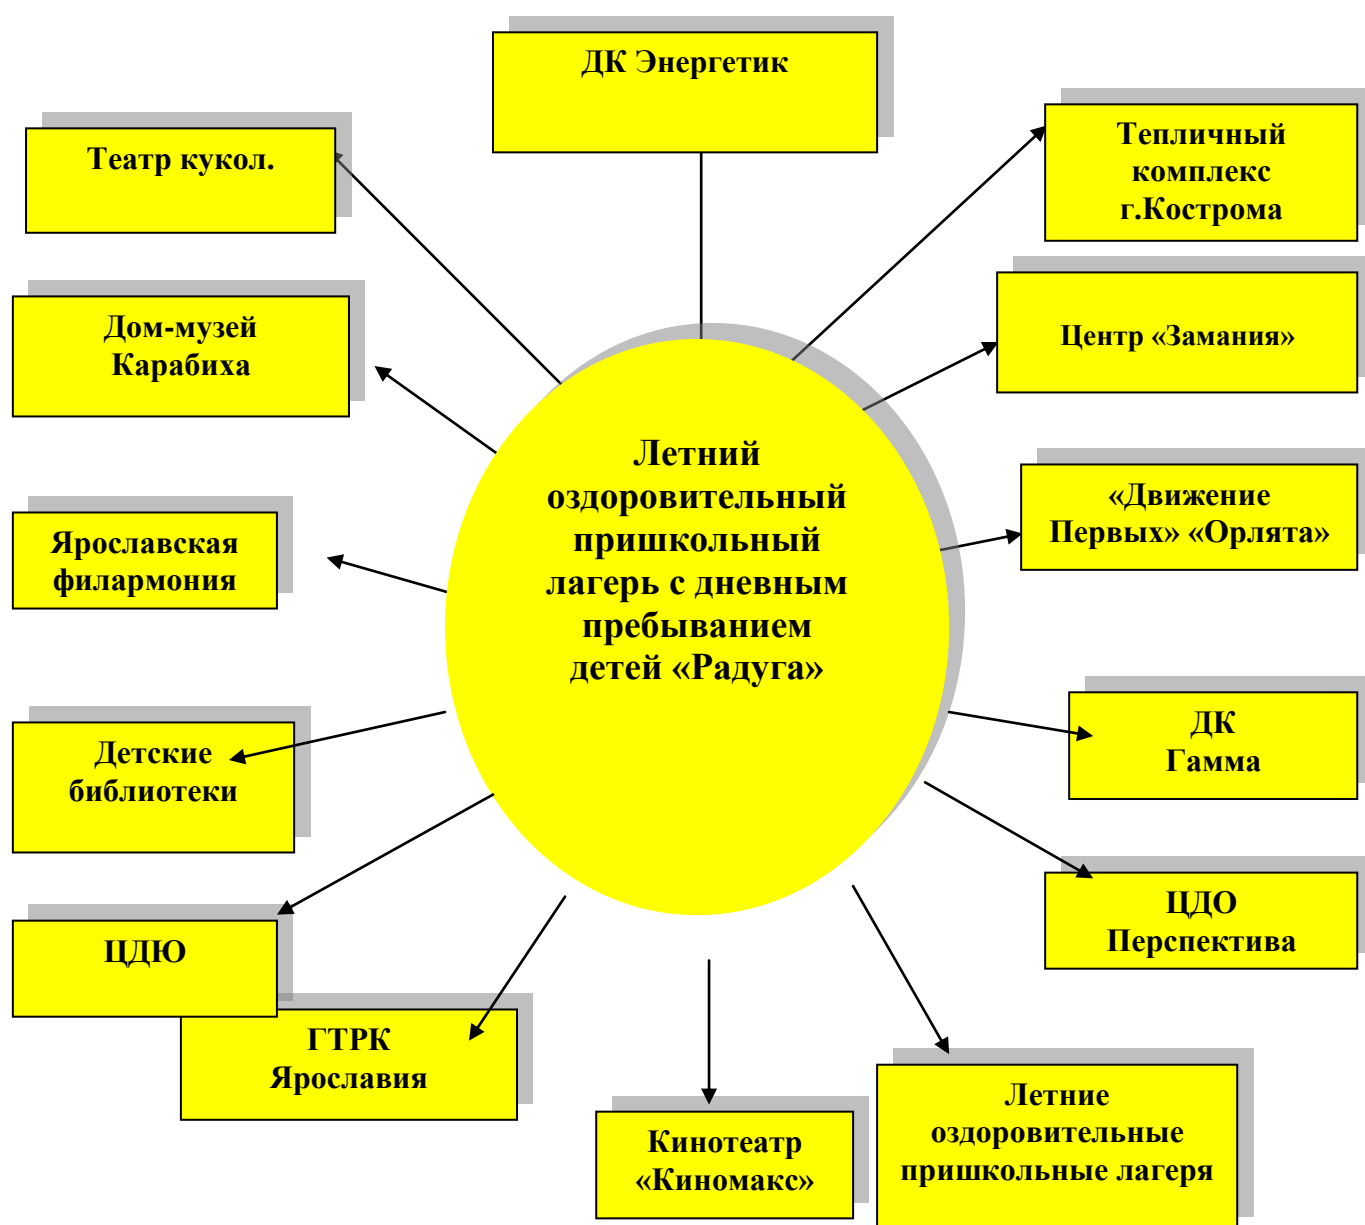 ДК Энергетик
Театр кукол.
Тепличный
комплекс
г.Кострома
Дом-музей
Карабиха
Центр «Замания»
Летний
оздоровительный
пришкольный
лагерь с дневным
пребыванием
детей «Радуга»
«Движение
Первых» «Орлята»
Ярославская
филармония
ДК
Гамма
Детские
библиотеки
ЦДО
Перспектива
ЦДЮ
ГТРК
Ярославия
Кинотеатр
«Киномакс»
Летние
оздоровительные
пришкольные лагеря